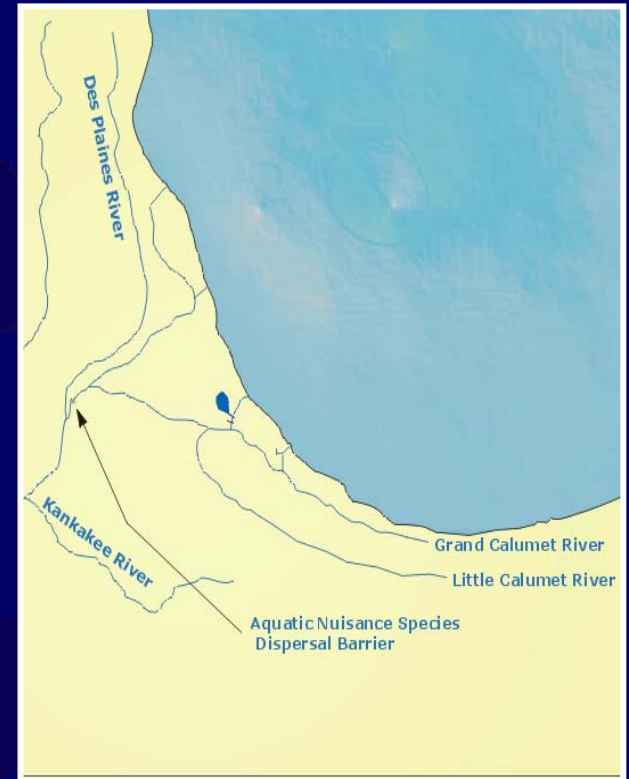 Des Plaines River
Kankakee River
Grand Calumet River
Little Calumet River
Aquatic Nuisance Species
Dispersal Barrier